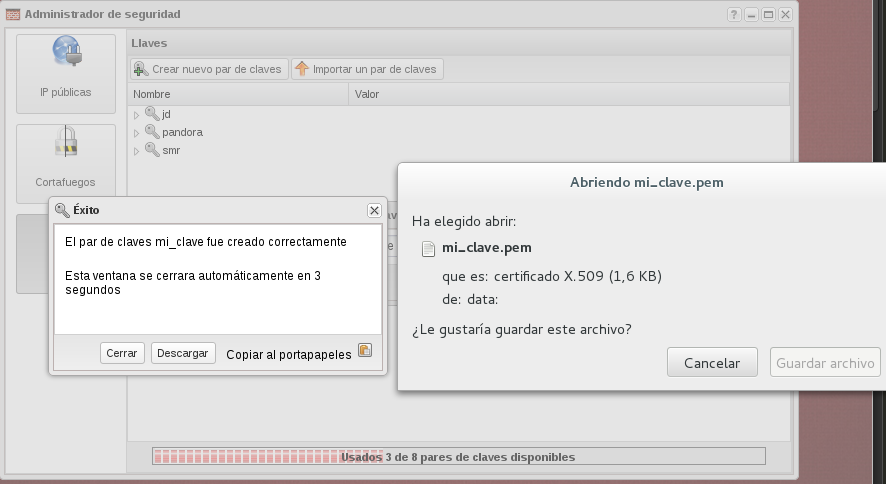 Administrador de seguridad
IP públicas
Cortafuegos
Llaves
Crear nuevo par de claves
Importar un par de claves
Nombre
Valor
jd
pandora
smr
Éxito
El par de claves mi_clave fue creado correctamente
Esta ventana se cerrara automáticamente en 3
segundos
Cerrar
Descargar
Copiar al portapapeles
Abriendo mi_clave.pem
Ha elegido abrir:
mi_clave.pem
que es: certificado X.509 (1,6 KB)
de: data:
¿Le gustaría guardar este archivo?
Cancelar
Guardar archivo
Usados 3 de 8 pares de claves disponibles